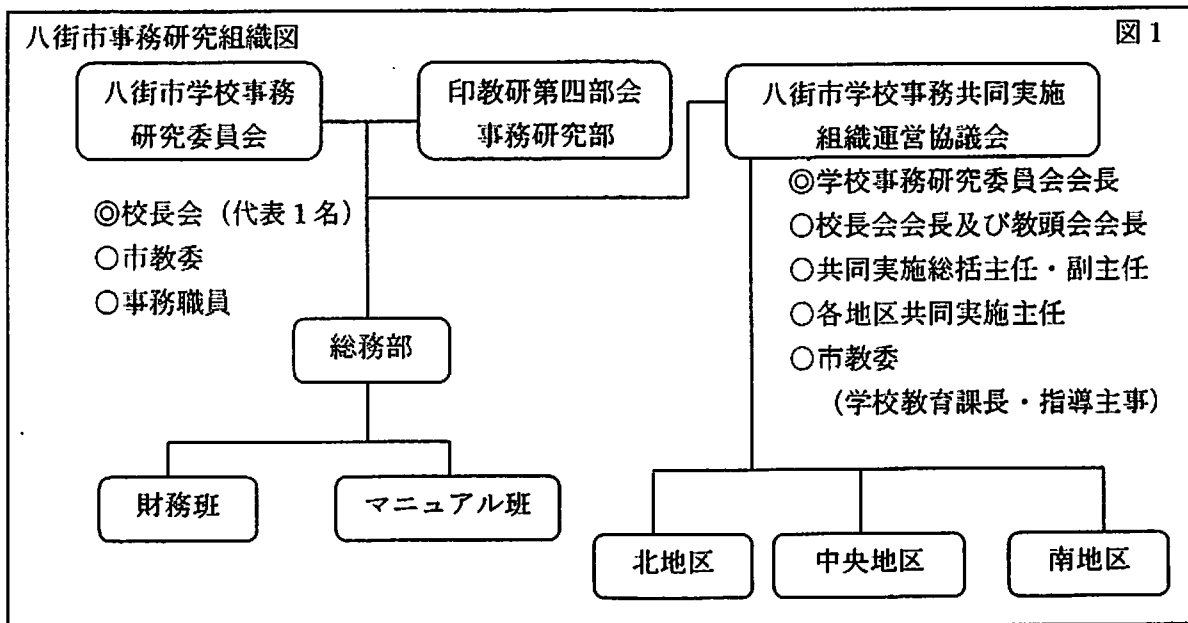 八街市事務研究組織図
図1
八街市学校事務
研究委員会
印教研第四部会
事務研究部
八街市学校事務共同実施
組織運営協議会
◎校長会（代表1名）
○市教委
○事務職員
◎学校事務研究委員会会長
○校長会会長及び教頭会会長
○共同実施総括主任・副主任
○各地区共同実施主任
○市教委
（学校教育課長・指導主事）
総務部
財務班
マニュアル班
北地区
中央地区
南地区